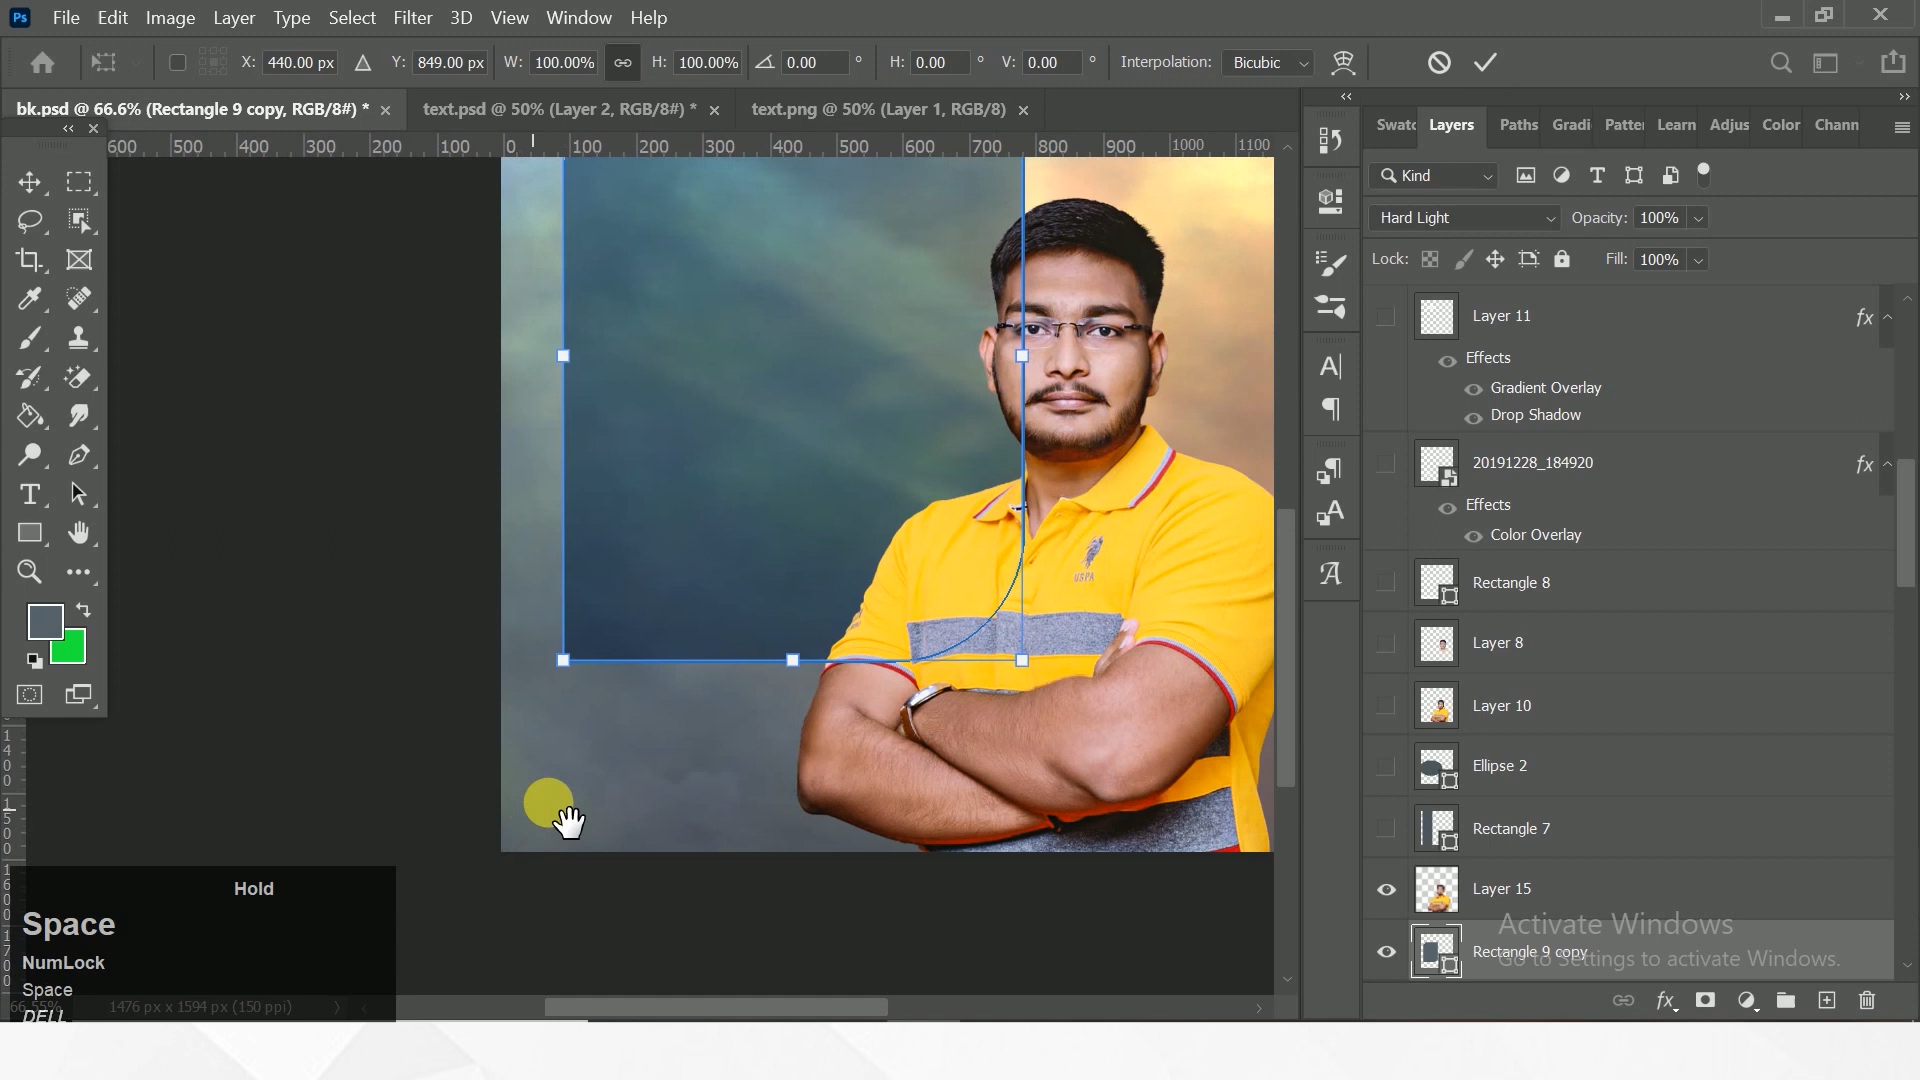 Ps File Edit Image Layer Type Select Filter 3D View Window Help
X: 440.00 px Y: 849.00 px W: 100.00% H: 100.00% 0.00 ° H: 0.00 ° V: 0.00 ° Interpolation: Bicubic
bk.psd @ 66.6% (Rectangle 9 copy, RGB/8#) * × text.psd @ 50% (Layer 2, RGB/8#) * × text.png @ 50% (Layer 1, RGB/8) ×
600 500 400 300 200 100 0 100 200 300 400 500 600 700 800 900 1000 1100
Swatc Layers Paths Gradi Patter Learn Adjus Color Chann
Kind
Hard Light Opacity: 100%
Lock: Fill: 100%
Layer 11 fx
Effects
Gradient Overlay
Drop Shadow
20191228_184920 fx
Effects
Color Overlay
Rectangle 8
Layer 8
Layer 10
Ellipse 2
Rectangle 7
Layer 15
Rectangle 9 copy
Activate Windows
Go to Settings to activate Windows.
USPA
Hold
Space
NumLock
Space
DELL
66.55% 1476 px x 1594 px (150 ppi)